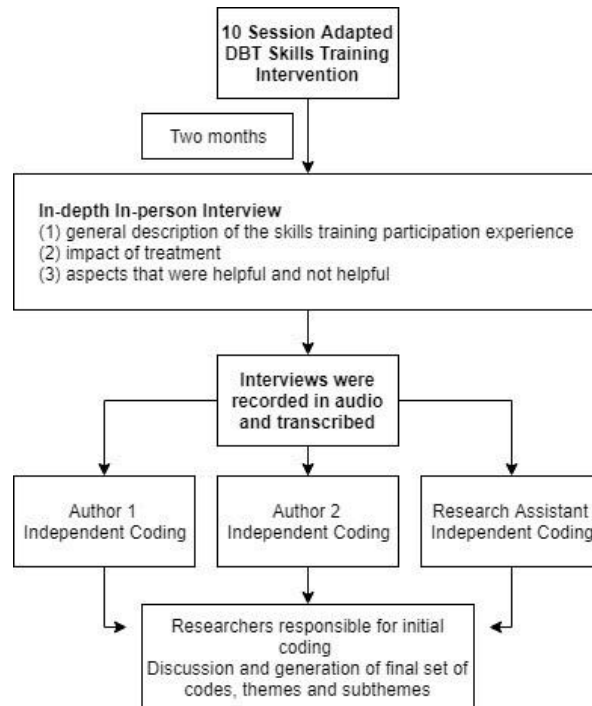 10 Session Adapted
DBT Skills Training
Intervention
Two months
In-depth In-person Interview
(1) general description of the skills training participation experience
(2) impact of treatment
(3) aspects that were helpful and not helpful
Interviews were
recorded in audio
and transcribed
Author 1
Independent Coding
Author 2
Independent Coding
Research Assistant
Independent Coding
Researchers responsible for initial
coding
Discussion and generation of final set of
codes, themes and subthemes